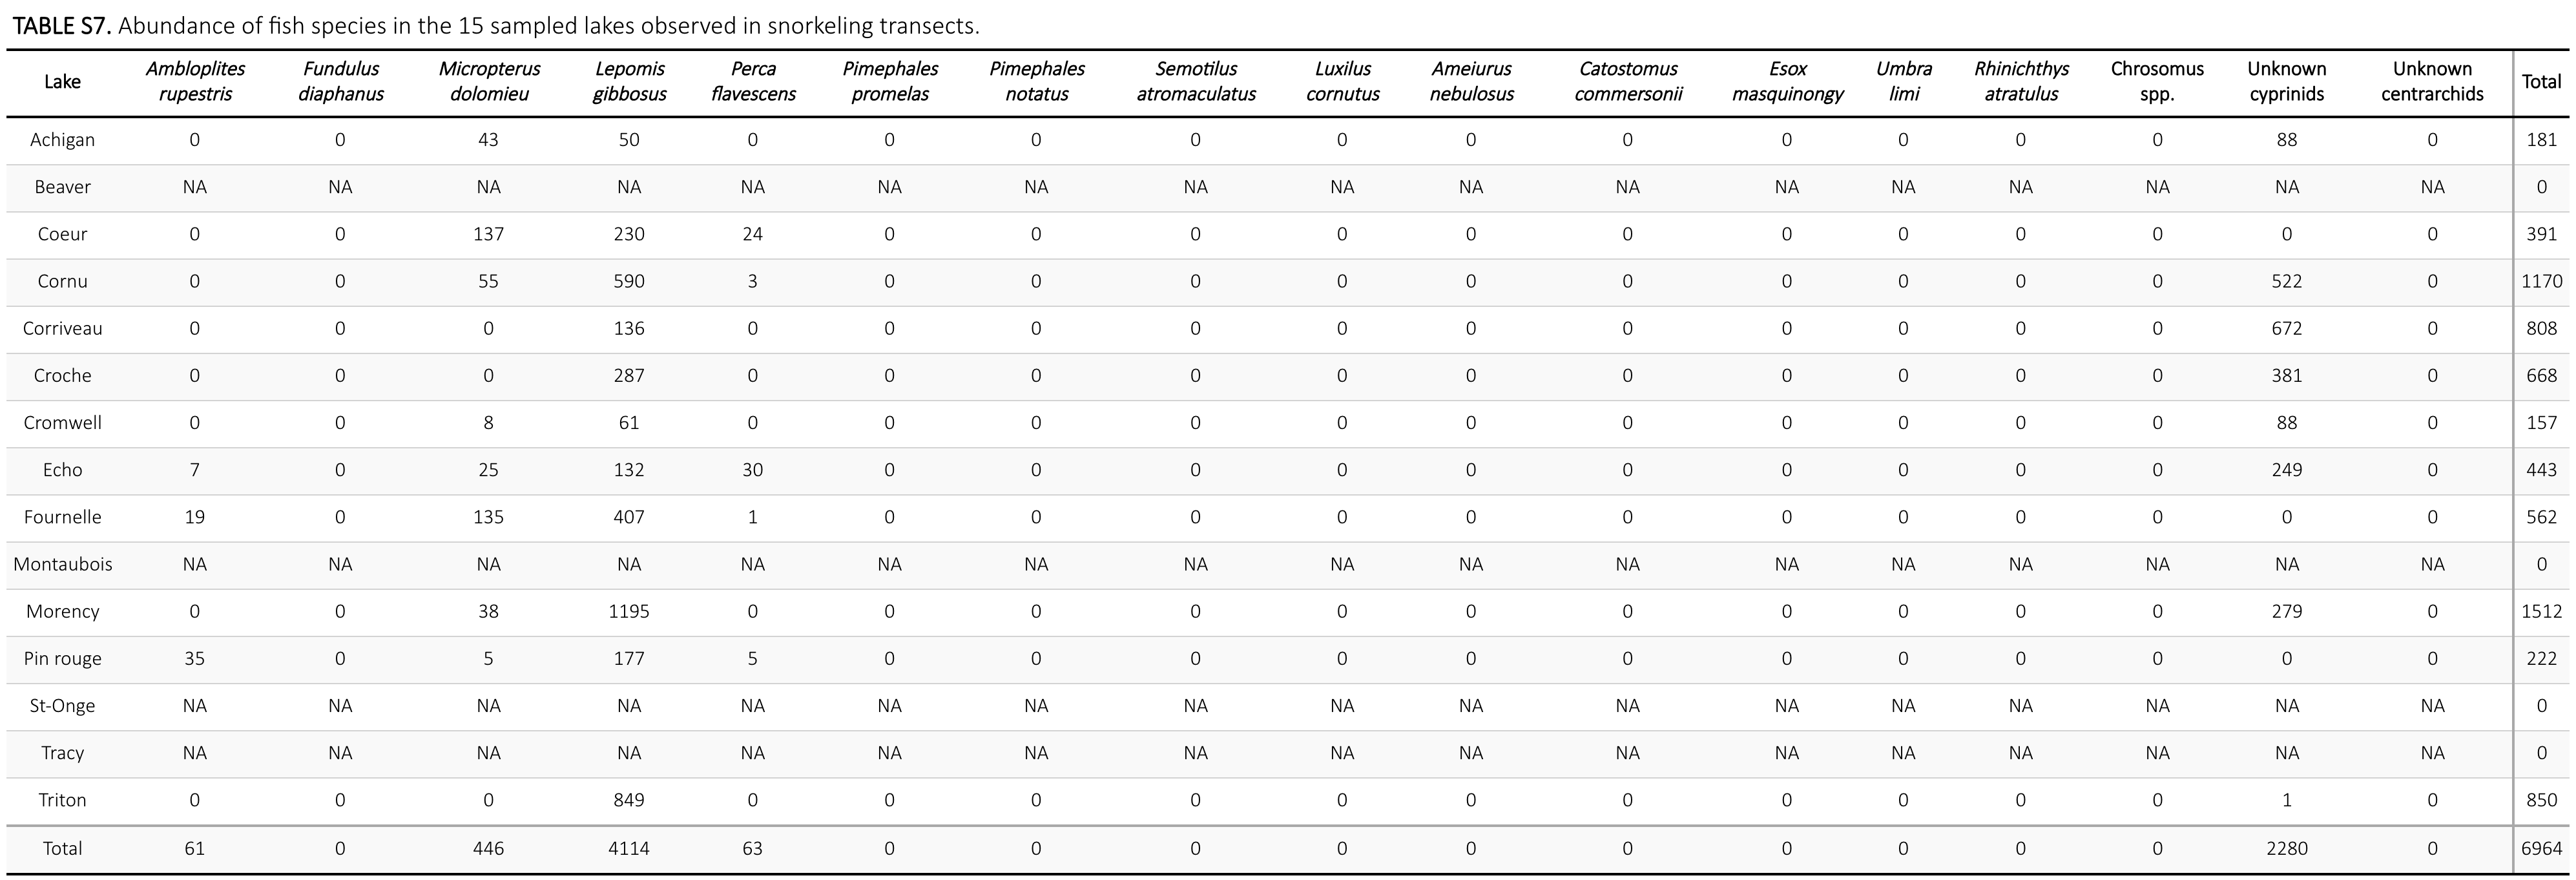 TABLE S7. Abundance of fish species in the 15 sampled lakes observed in snorkeling transects.
Lake Ambloplites rupestris Fundulus diaphanus Micropterus dolomieu Lepomis gibbosus Perca flavescens Pimephales promelas Pimephales notatus Semotilus atromaculatus Luxilus cornutus Ameiurus nebulosus Catostomus commersonii Esox masquinongy Umbra limi Rhinichthys atratulus Chrosomus spp. Unknown cyprinids Unknown centrarchids Total
Achigan 0 0 43 50 0 0 0 0 0 0 0 0 0 0 0 88 0 181
Beaver NA NA NA NA NA NA NA NA NA NA NA NA NA NA NA NA NA 0
Coeur 0 0 137 230 24 0 0 0 0 0 0 0 0 0 0 0 0 391
Cornu 0 0 55 590 3 0 0 0 0 0 0 0 0 0 0 522 0 1170
Corriveau 0 0 0 136 0 0 0 0 0 0 0 0 0 0 0 672 0 808
Croche 0 0 0 287 0 0 0 0 0 0 0 0 0 0 0 381 0 668
Cromwell 0 0 8 61 0 0 0 0 0 0 0 0 0 0 0 88 0 157
Echo 7 0 25 132 30 0 0 0 0 0 0 0 0 0 0 249 0 443
Fournelle 19 0 135 407 1 0 0 0 0 0 0 0 0 0 0 0 0 562
Montaubois NA NA NA NA NA NA NA NA NA NA NA NA NA NA NA NA NA 0
Morency 0 0 38 1195 0 0 0 0 0 0 0 0 0 0 0 279 0 1512
Pin rouge 35 0 5 177 5 0 0 0 0 0 0 0 0 0 0 0 0 222
St-Onge NA NA NA NA NA NA NA NA NA NA NA NA NA NA NA NA NA 0
Tracy NA NA NA NA NA NA NA NA NA NA NA NA NA NA NA NA NA 0
Triton 0 0 0 849 0 0 0 0 0 0 0 0 0 0 0 1 0 850
Total 61 0 446 4114 63 0 0 0 0 0 0 0 0 0 0 2280 0 6964